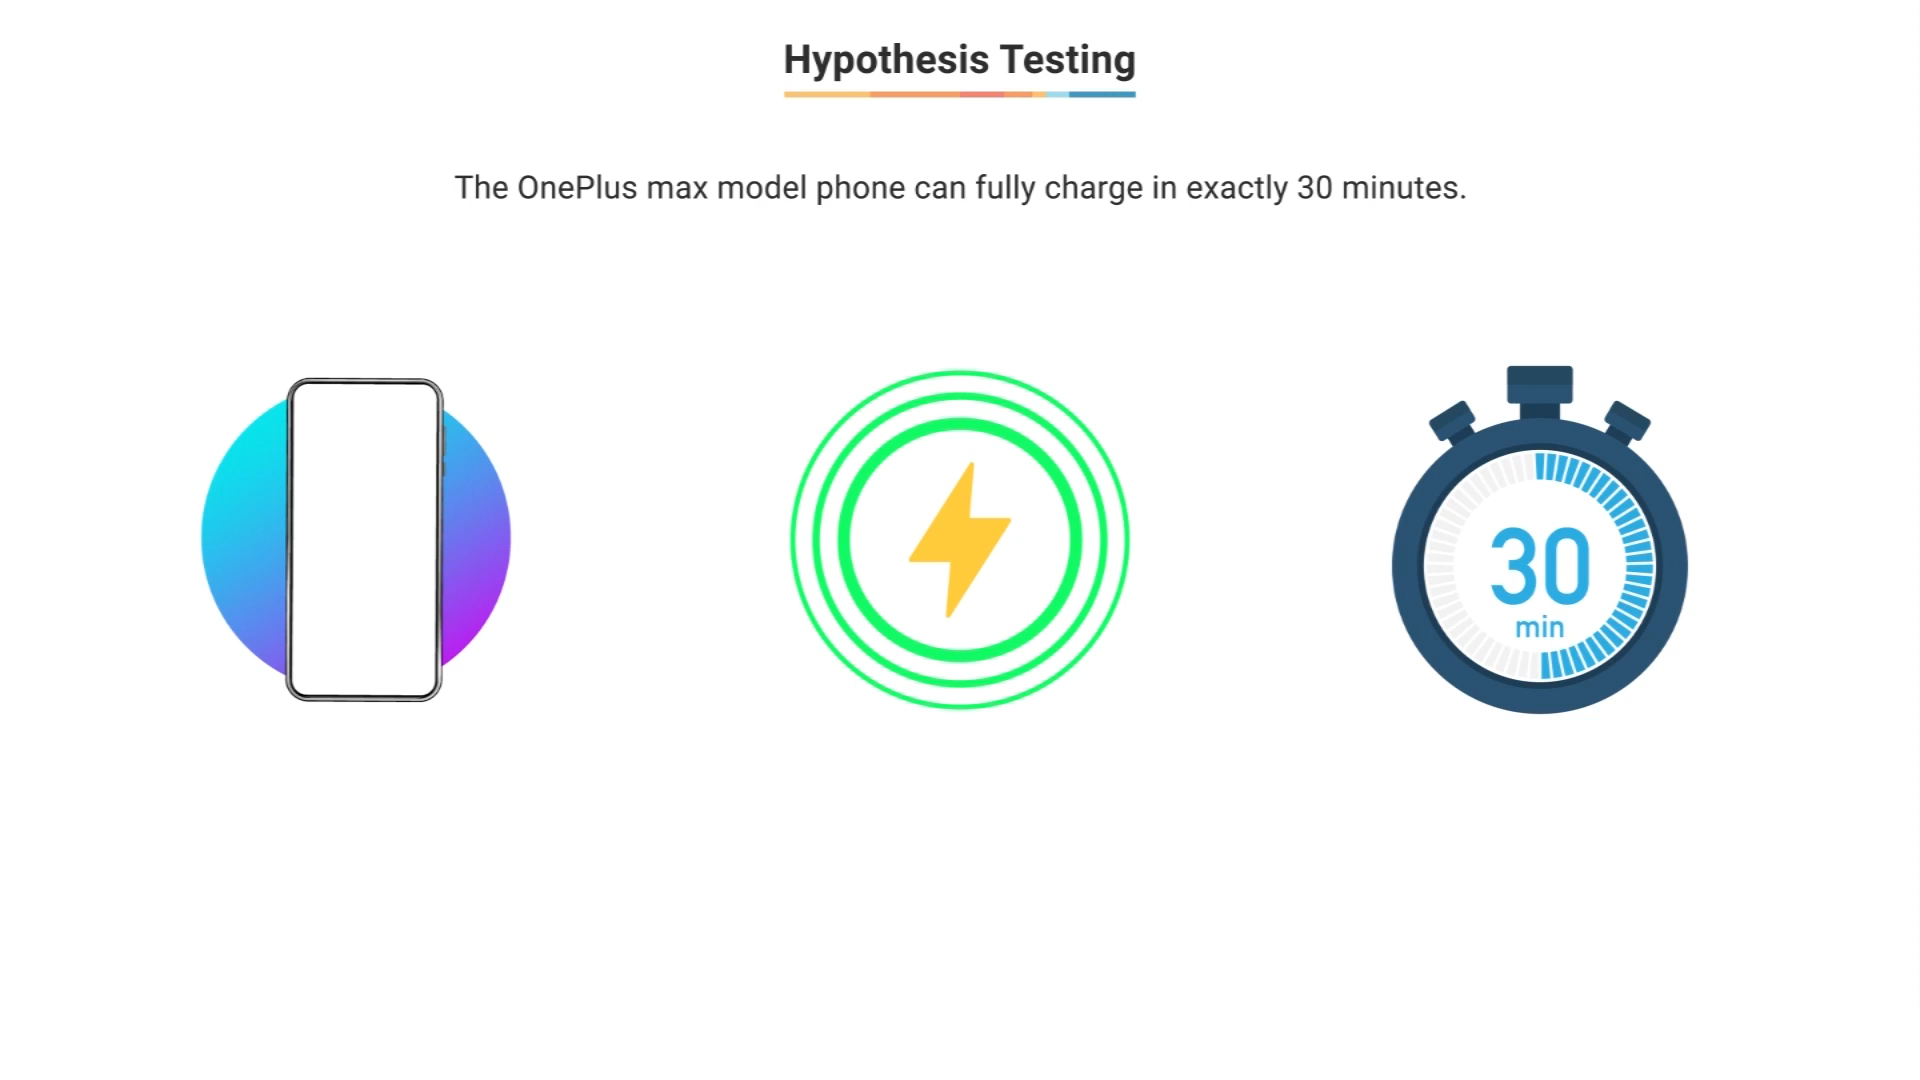 Hypothesis Testing
The OnePlus max model phone can fully charge in exactly 30 minutes.
30
min